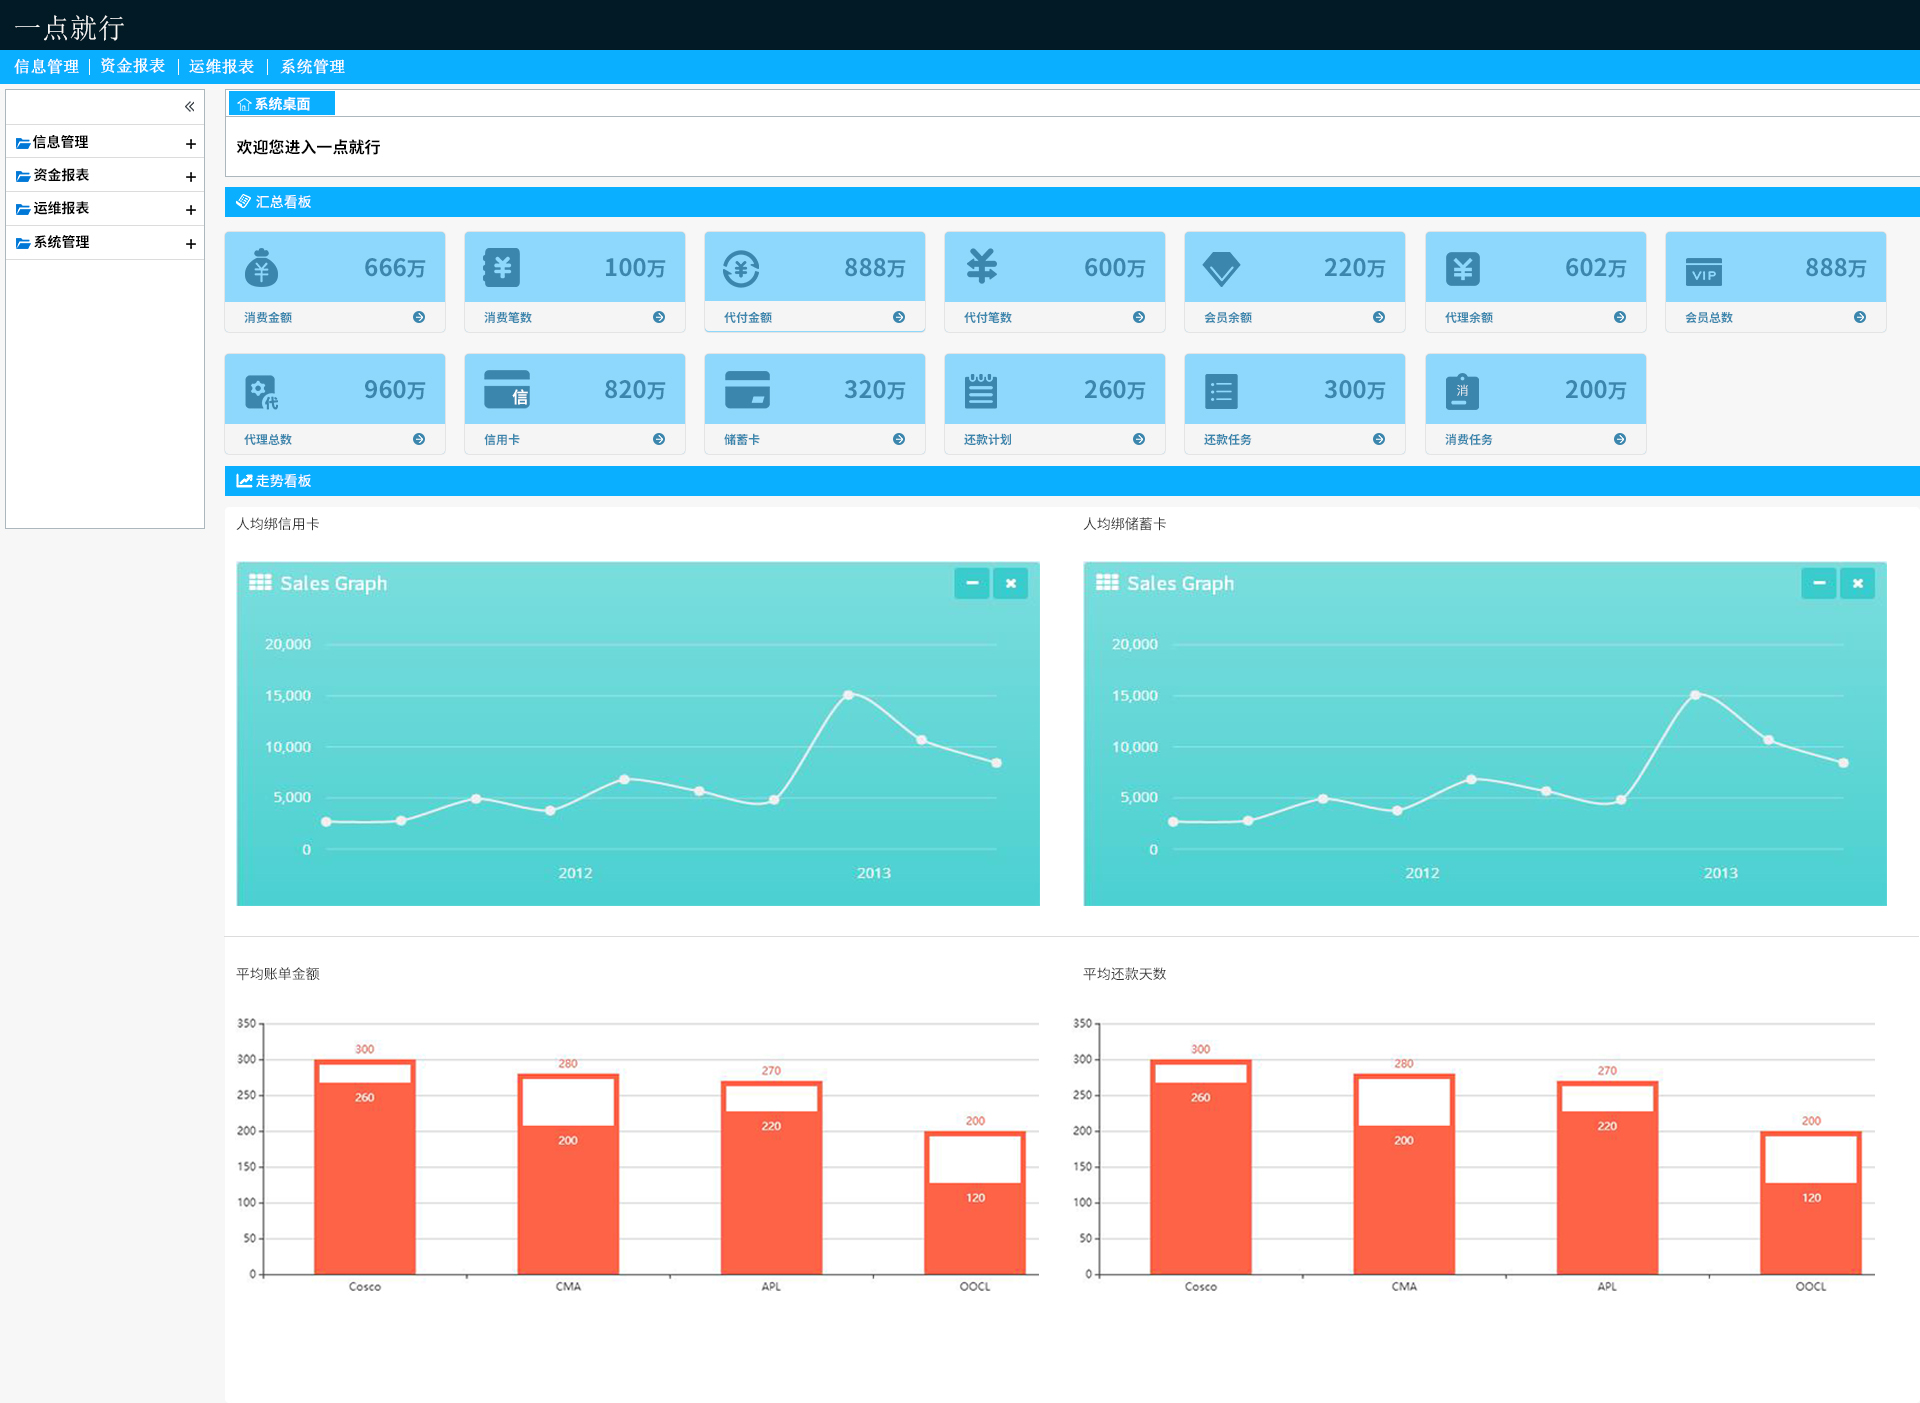 一点就行
信息管理 资金报表 运维报表 系统管理
«
信息管理 +
资金报表 +
运维报表 +
系统管理 +
系统桌面
欢迎您进入一点就行
汇总看板
666万 100万 888万 600万 220万 602万 VIP 888万
消费金额 消费笔数 代付金额 代付笔数 会员余额 代理余额 会员总数
代 960万 信 820万 320万 260万 300万 消 200万
代理总数 信用卡 储蓄卡 还款计划 还款任务 消费任务
走势看板
人均绑信用卡
Sales Graph
20,000
15,000
10,000
5,000
0
2012 2013
人均绑储蓄卡
Sales Graph
20,000
15,000
10,000
5,000
0
2012 2013
平均账单金额
350
300
250
200
150
100
50
0
300 280 270 200
260 200 220 120
Cosco CMA APL OOCL
平均还款天数
350
300
250
200
150
100
50
0
300 280 270 200
260 200 220 120
Cosco CMA APL OOCL